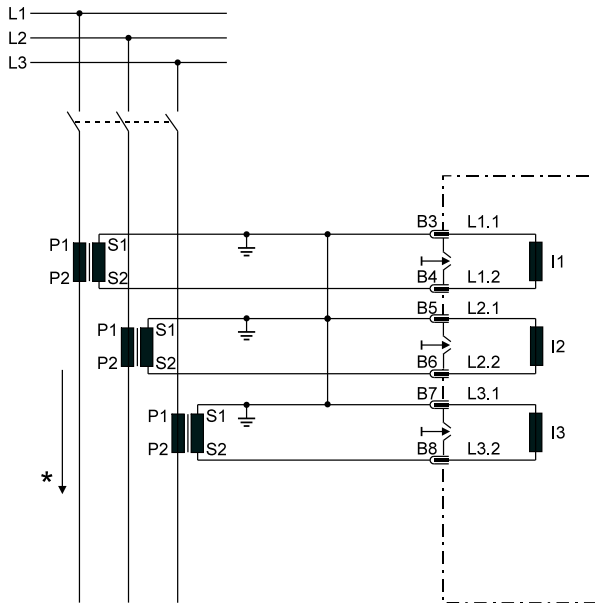 L1
L2
L3
B3 L1.1
P1 S1
I1
P2 S2
B4 L1.2
B5 L2.1
P1 S1
I2
P2 S2
B6 L2.2
B7 L3.1
P1 S1
I3
P2 S2
B8 L3.2
*